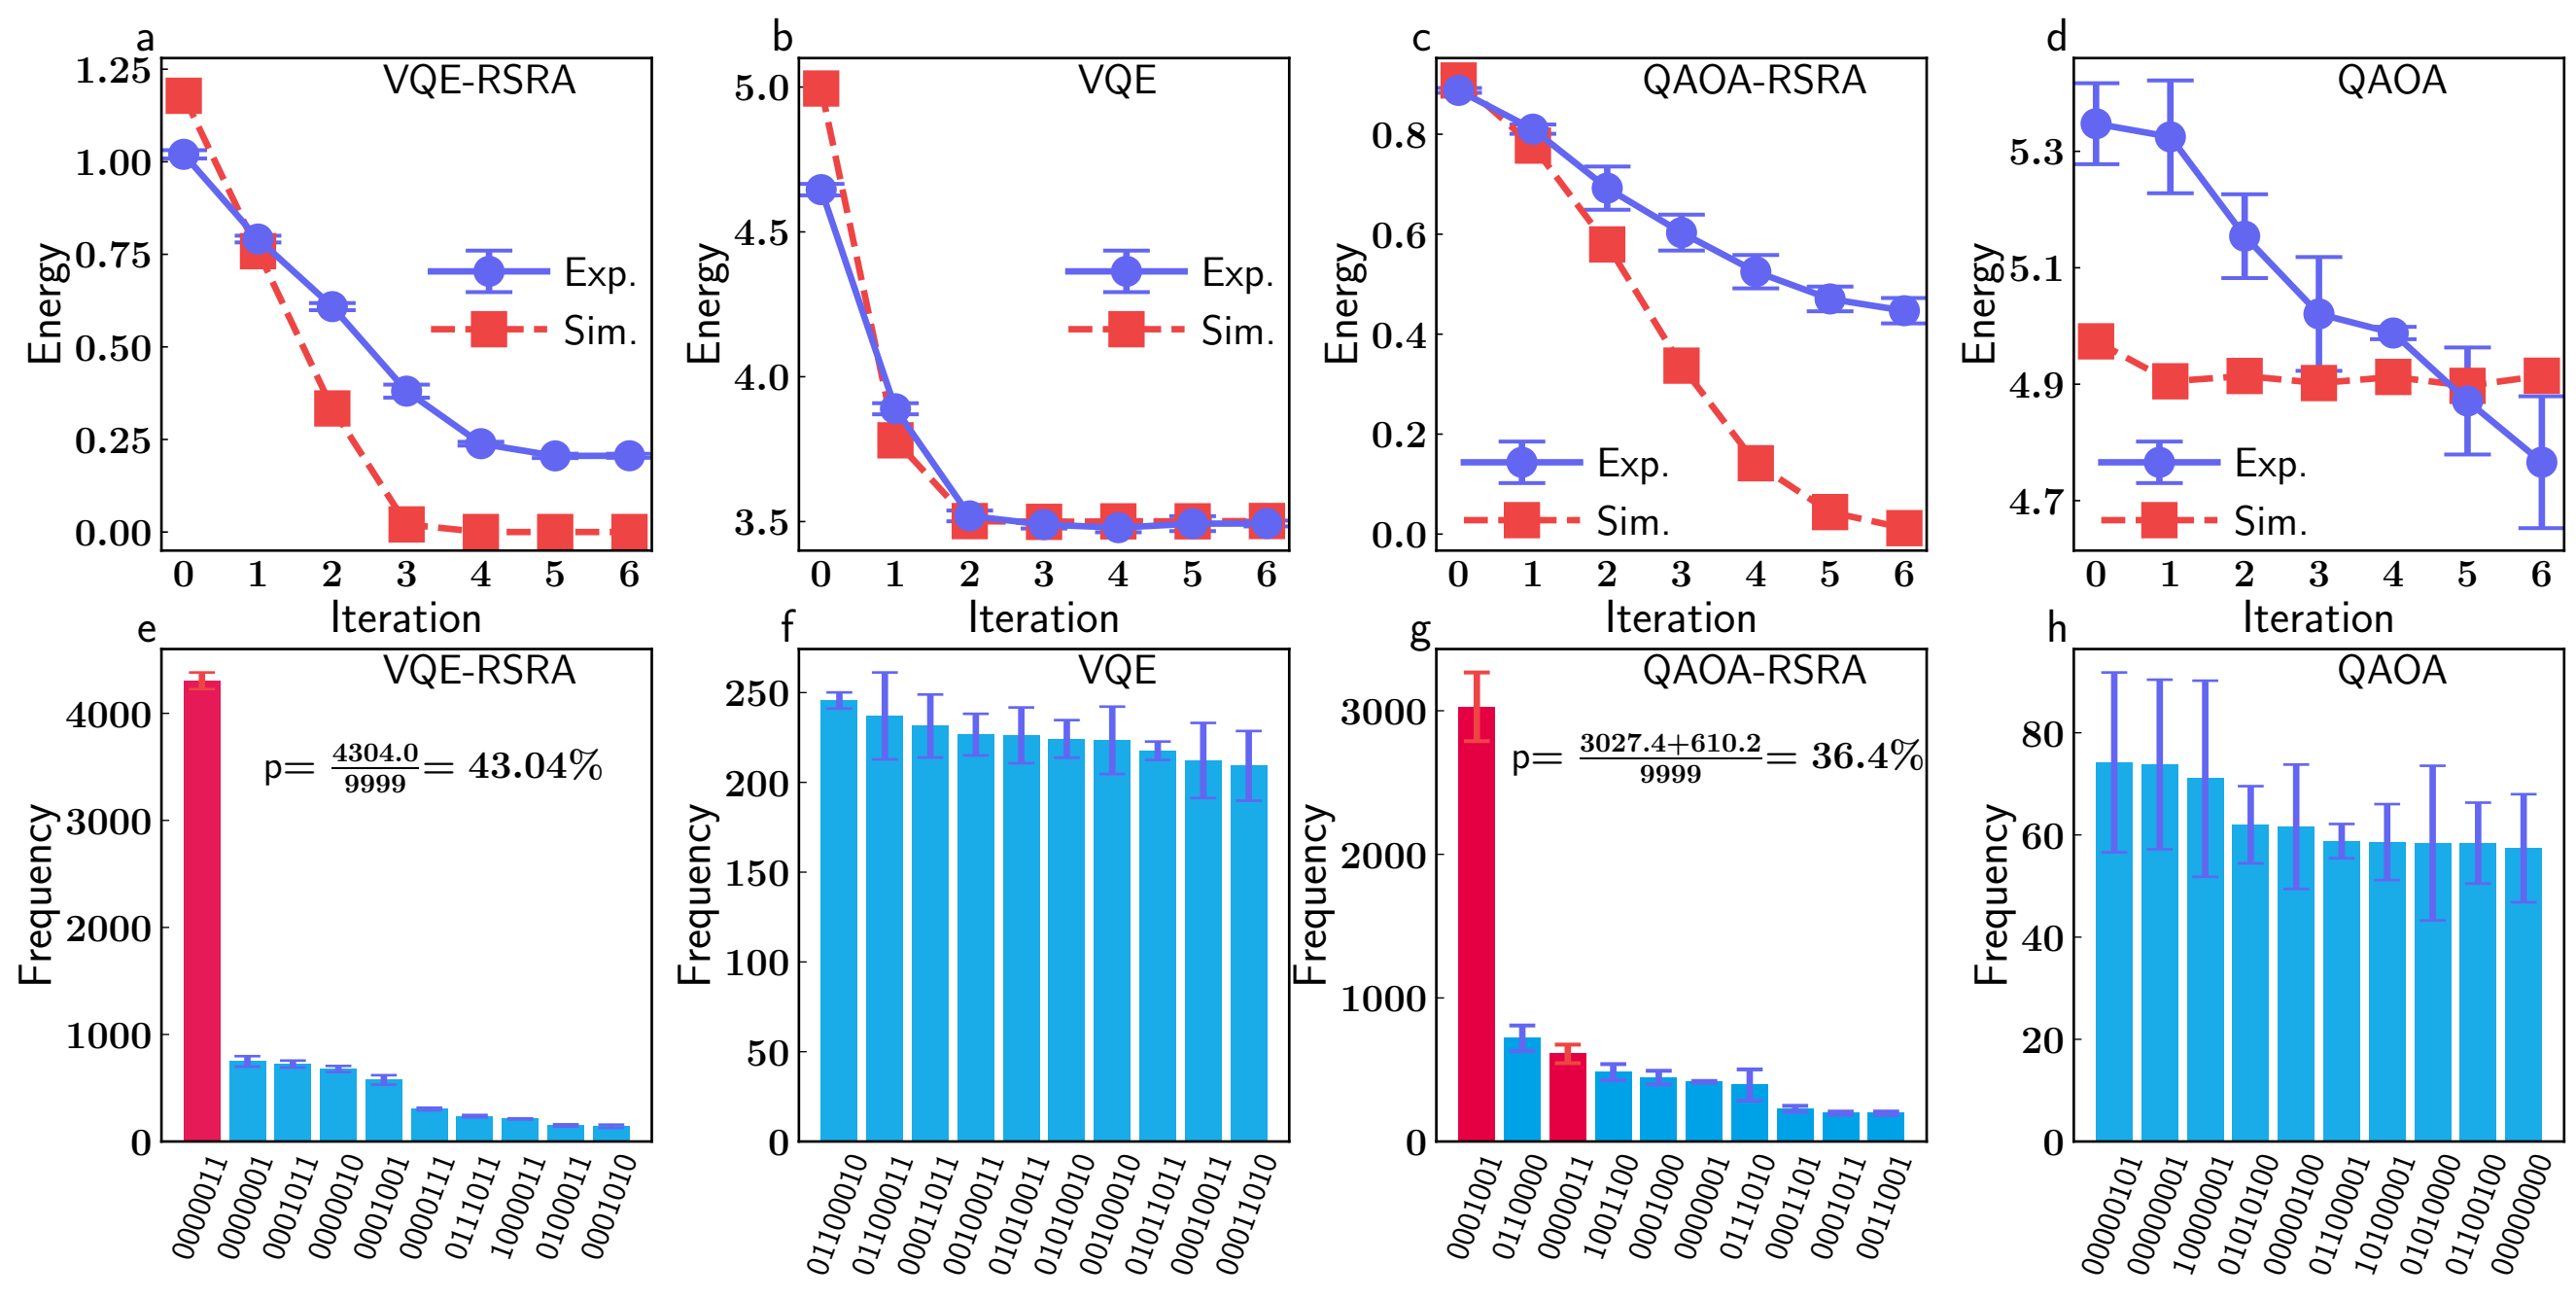 a
VQE-RSRA
1.25
1.00
0.75
0.50
0.25
0.00
Energy
Exp.
Sim.
0 1 2 3 4 5 6
Iteration
b
VQE
5.0
4.5
4.0
3.5
Energy
Exp.
Sim.
0 1 2 3 4 5 6
Iteration
c
QAOA-RSRA
0.8
0.6
0.4
0.2
0.0
Energy
Exp.
Sim.
0 1 2 3 4 5 6
Iteration
d
QAOA
5.3
5.1
4.9
4.7
Energy
Exp.
Sim.
0 1 2 3 4 5 6
Iteration
e
VQE-RSRA
4000
3000
2000
1000
0
Frequency
p= 4304.0/9999 = 43.04%
0000011
0000001
0001011
0000010
0001001
0000111
0111011
1000011
0100011
0001010
f
VQE
250
200
150
100
50
0
Frequency
01100010
01100011
00011011
00100011
01010011
01010010
00100010
01011011
00010011
00011010
g
QAOA-RSRA
3000
2000
1000
0
Frequency
p= 3027.4+610.2/9999 = 36.4%
0001001
0110000
0000011
1001100
0001000
0000001
0111010
0001101
0001011
0011001
h
QAOA
80
60
40
20
0
Frequency
00000101
00000001
10000001
01010100
00000100
01100001
10100001
01010000
01100100
00000000